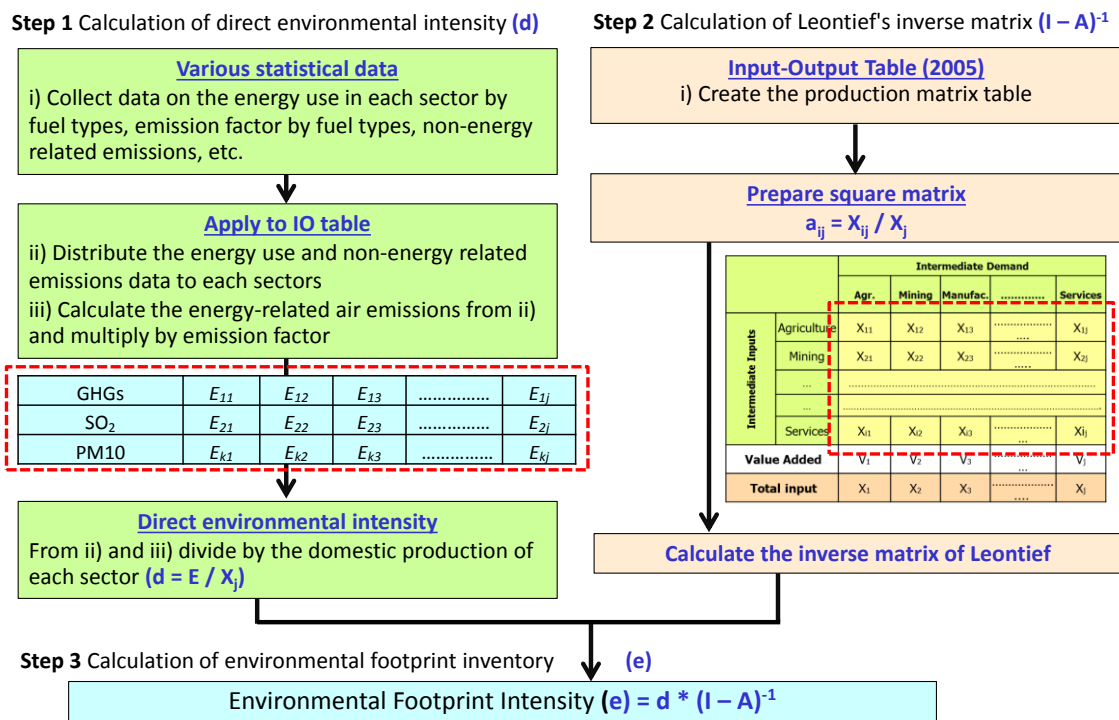 Step 1 Calculation of direct environmental intensity (d)
Various statistical data
i) Collect data on the energy use in each sector by
fuel types, emission factor by fuel types, non-energy
related emissions, etc.
Apply to IO table
ii) Distribute the energy use and non-energy related
emissions data to each sectors
iii) Calculate the energy-related air emissions from ii)
and multiply by emission factor
GHGs E11 E12 E13 …………… E1j
SO2 E21 E22 E23 …………… E2j
PM10 Ek1 Ek2 Ek3 …………… Ekj
Direct environmental intensity
From ii) and iii) divide by the domestic production of
each sector (d = E / Xj)
Step 2 Calculation of Leontief's inverse matrix (I – A)-1
Input-Output Table (2005)
i) Create the production matrix table
Prepare square matrix
aij = Xij / Xj
Intermediate Demand
Agr. Mining Manufac. ............. Services
Intermediate Inputs
Agriculture X11 X12 X13 ...................... X1j
Mining X21 X22 X23 ....................... X2j
... ...............................................................
... ...............................................................
Services Xi1 Xi2 Xi3 ..................... Xij
Value Added V1 V2 V3 ..................... Vj
Total input X1 X2 X3 ...................... Xj
Calculate the inverse matrix of Leontief
Step 3 Calculation of environmental footprint inventory (e)
Environmental Footprint Intensity (e) = d * (I – A)-1